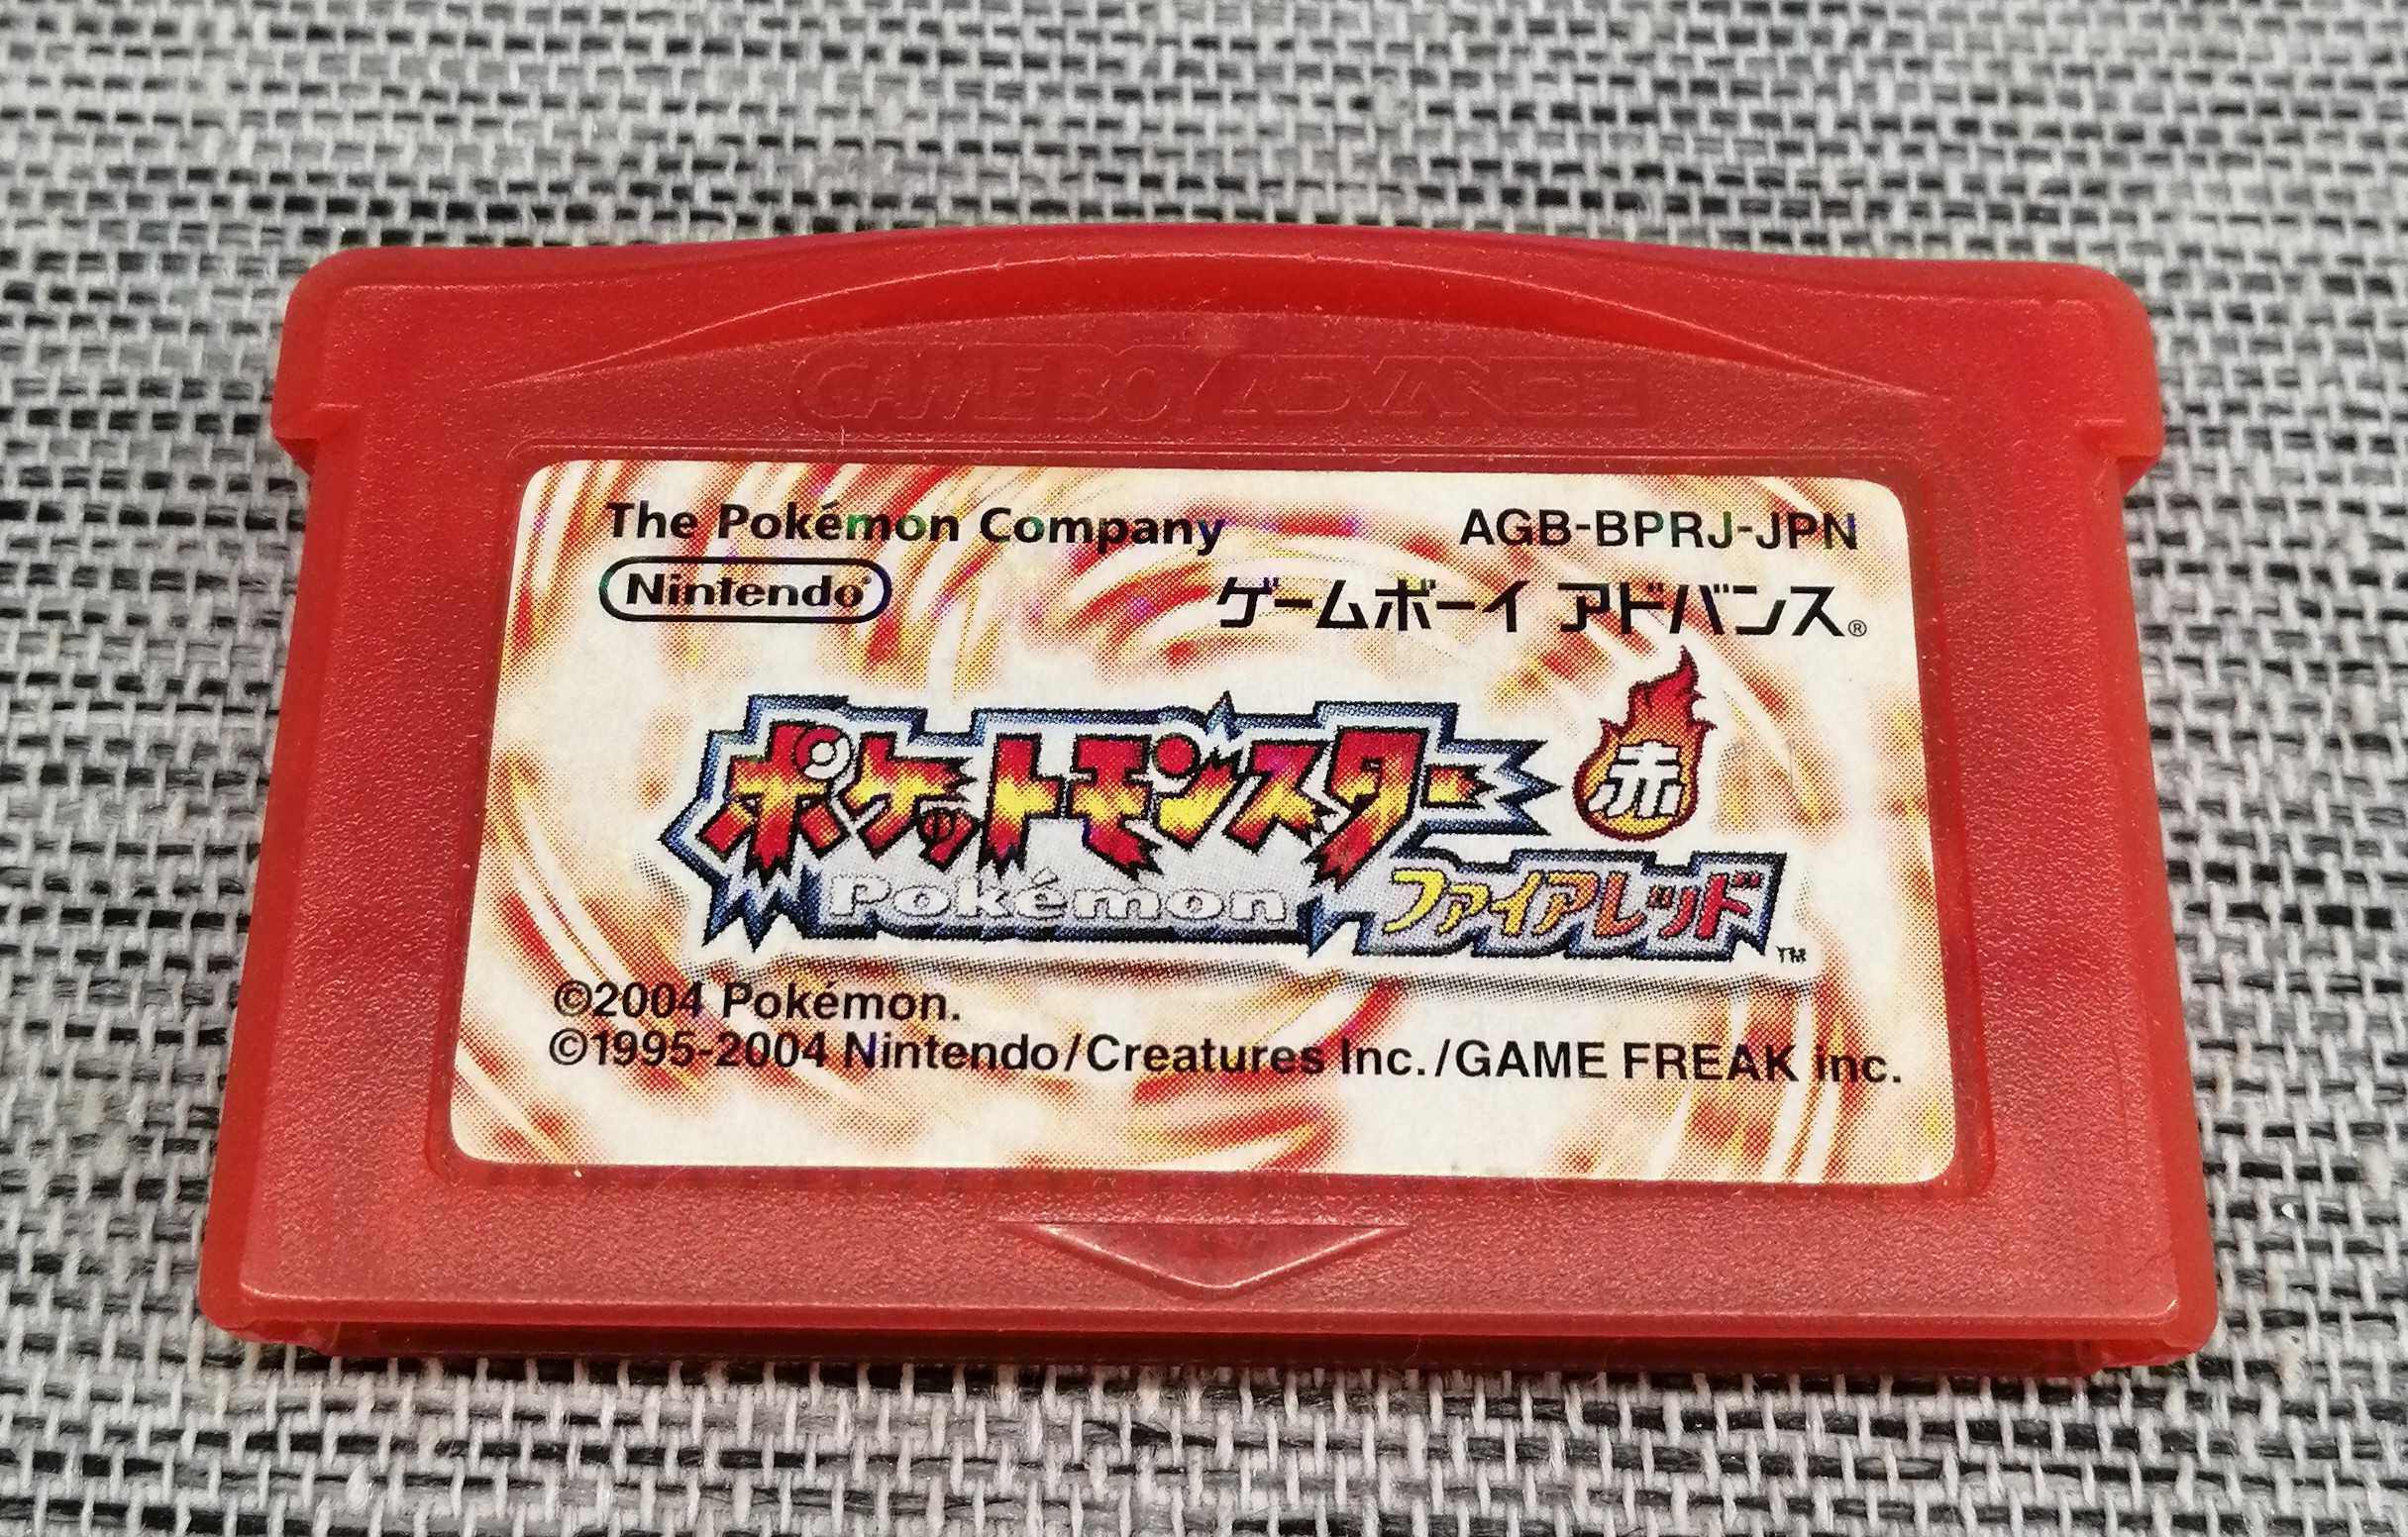 GAME BOY ADVANCE
The Pokémon Company
AGB-BPRJ-JPN
Nintendo®
ゲームボーイ アドバンス®
ポケットモンスター
赤
Pokémon
ファイアレッド™
©2004 Pokémon.
©1995-2004 Nintendo/Creatures Inc./GAME FREAK inc.